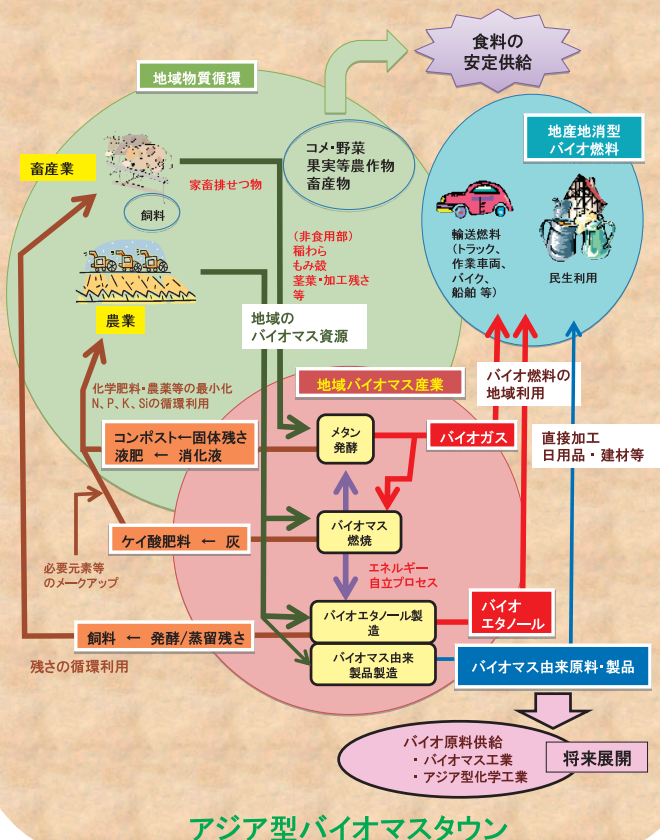 食料の
安定供給
地域物質循環
地産地消型
バイオ燃料
コメ・野菜
果実等農作物
畜産物
畜産業
家畜排せつ物
飼料
輸送燃料
(トラック、
作業車両、
バイク、
船舶 等)
民生利用
(非食用部)
稲わら
もみ殻
茎葉・加工残さ
等
農業
地域の
バイオマス資源
地域バイオマス産業
バイオ燃料の
地域利用
化学肥料・農薬等の最小化
N、P、K、Siの循環利用
コンポスト←固体残さ
液肥 ← 消化液
メタン
発酵
バイオガス
直接加工
日用品・建材等
ケイ酸肥料 ← 灰
バイオマス
燃焼
必要元素等
のメークアップ
エネルギー
自立プロセス
バイオエタノール製
造
バイオ
エタノール
飼料 ← 発酵/蒸留残さ
バイオマス由来
製品製造
バイオマス由来原料・製品
残さの循環利用
バイオ原料供給
・バイオマス工業
・アジア型化学工業
将来展開
アジア型バイオマスタウン